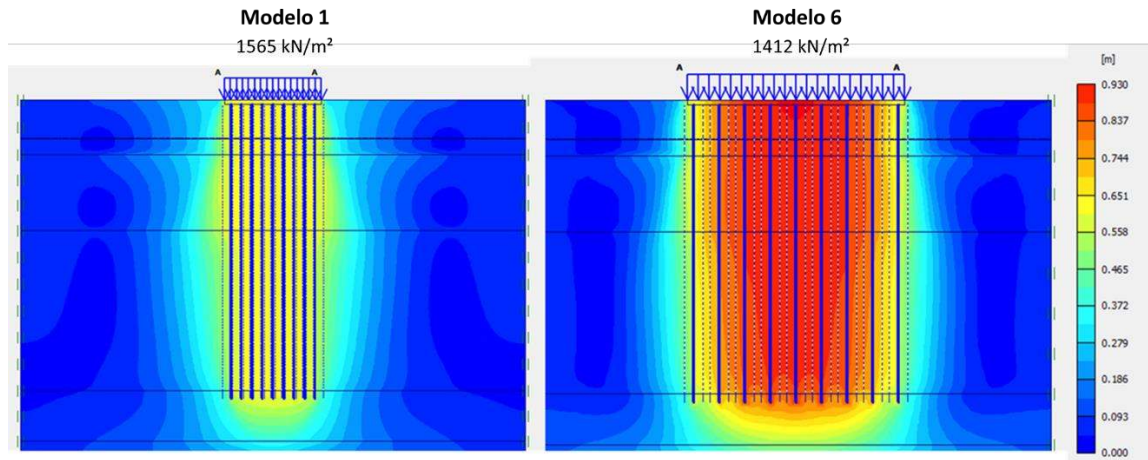 Modelo 1
1565 kN/m²
Modelo 6
1412 kN/m²
A A
A A
[m]
0.930
0.837
0.744
0.651
0.558
0.465
0.372
0.279
0.186
0.093
0.000